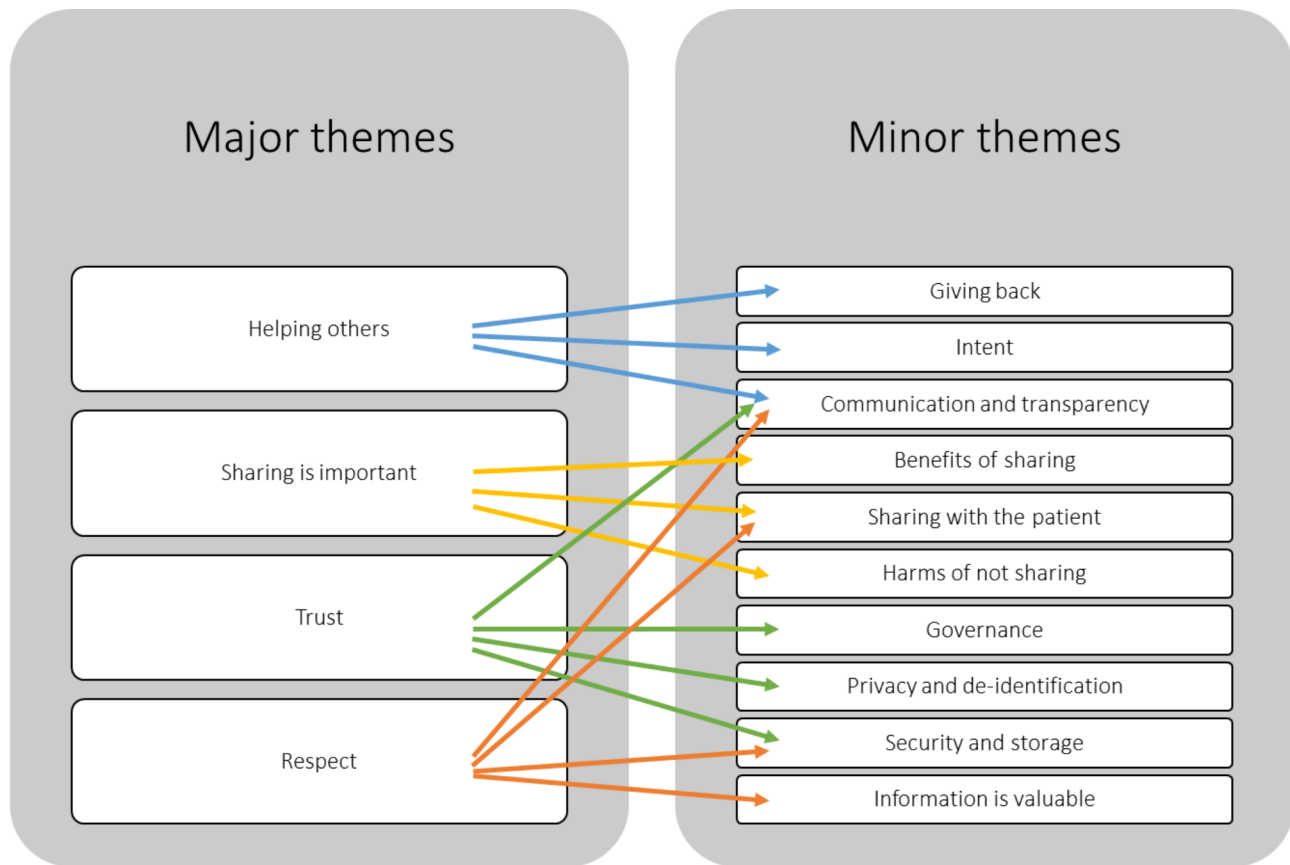 Major themes
Helping others
Sharing is important
Trust
Respect
Minor themes
Giving back
Intent
Communication and transparency
Benefits of sharing
Sharing with the patient
Harms of not sharing
Governance
Privacy and de-identification
Security and storage
Information is valuable